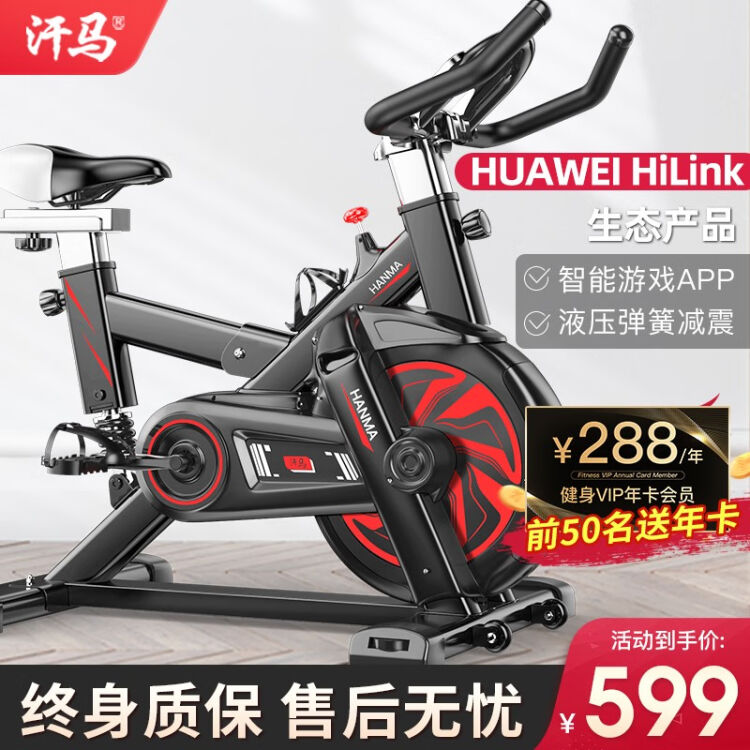 汗马®
HUAWEI HiLink
生态产品
智能游戏APP
液压弹簧减震
HANMA
HANMA
汗马
¥288/年
Fitness VIP Annual Card Member
健身VIP年卡会员
前50名送年卡
活动到手价:
终身质保 售后无忧
¥599